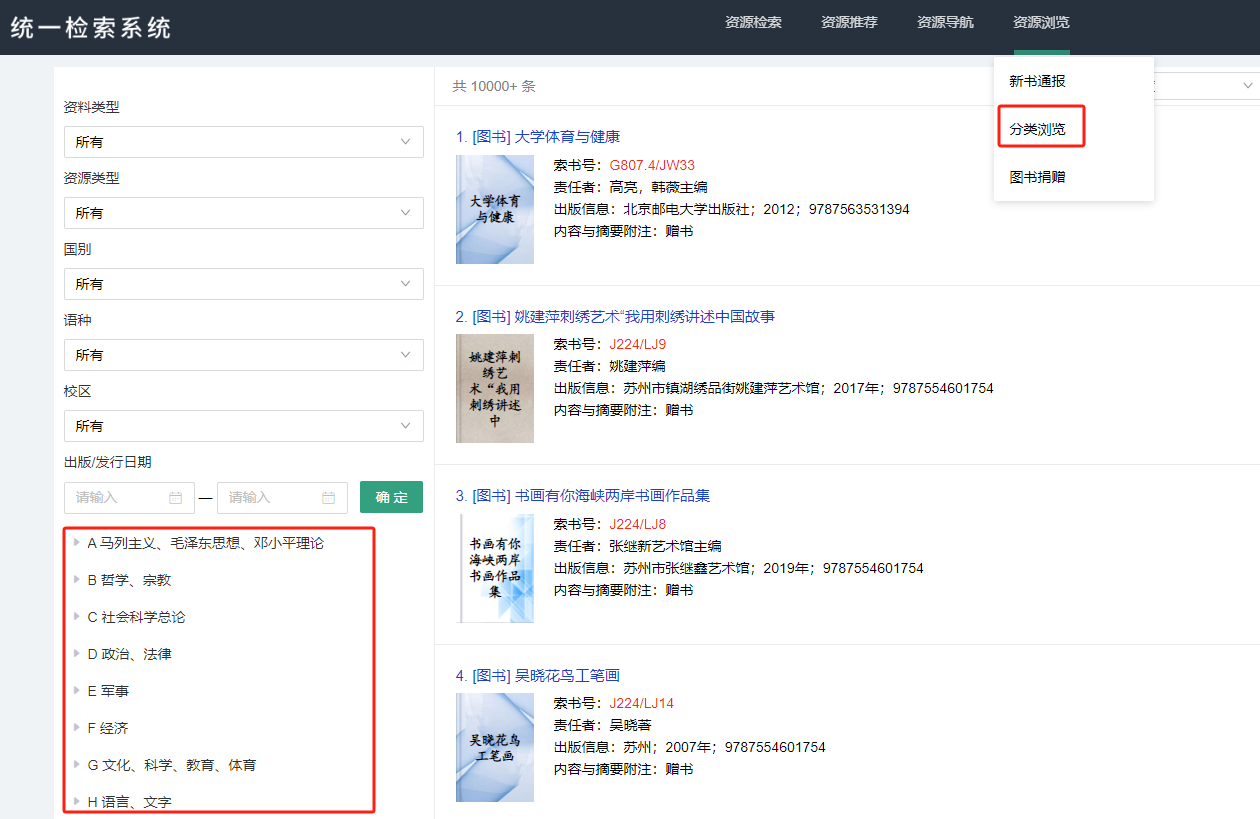 统一检索系统
资源检索
资源推荐
资源导航
资源浏览
新书通报
分类浏览
图书捐赠
资料类型
所有
资源类型
所有
国别
所有
语种
所有
校区
所有
出版/发行日期
请输入
—
请输入
确 定
A 马列主义、毛泽东思想、邓小平理论
B 哲学、宗教
C 社会科学总论
D 政治、法律
E 军事
F 经济
G 文化、科学、教育、体育
H 语言、文字
共 10000+ 条
1. [图书] 大学体育与健康
大学体育
与健康
索书号：G807.4/JW33
责任者：高亮，韩薇主编
出版信息：北京邮电大学出版社；2012；9787563531394
内容与摘要附注：赠书
2. [图书] 姚建萍刺绣艺术“我用刺绣讲述中国故事
姚建萍刺
绣艺
术“我用
刺绣讲述
中
索书号：J224/LJ9
责任者：姚建萍编
出版信息：苏州市镇湖绣品街姚建萍艺术馆；2017年；9787554601754
内容与摘要附注：赠书
3. [图书] 书画有你海峡两岸书画作品集
书画有你
海峡两岸
书画作品
集
索书号：J224/LJ8
责任者：张继新艺术馆主编
出版信息：苏州市张继鑫艺术馆；2019年；9787554601754
内容与摘要附注：赠书
4. [图书] 吴晓花鸟工笔画
吴晓花鸟
工笔画
索书号：J224/LJ14
责任者：吴晓著
出版信息：苏州；2007年；9787554601754
内容与摘要附注：赠书